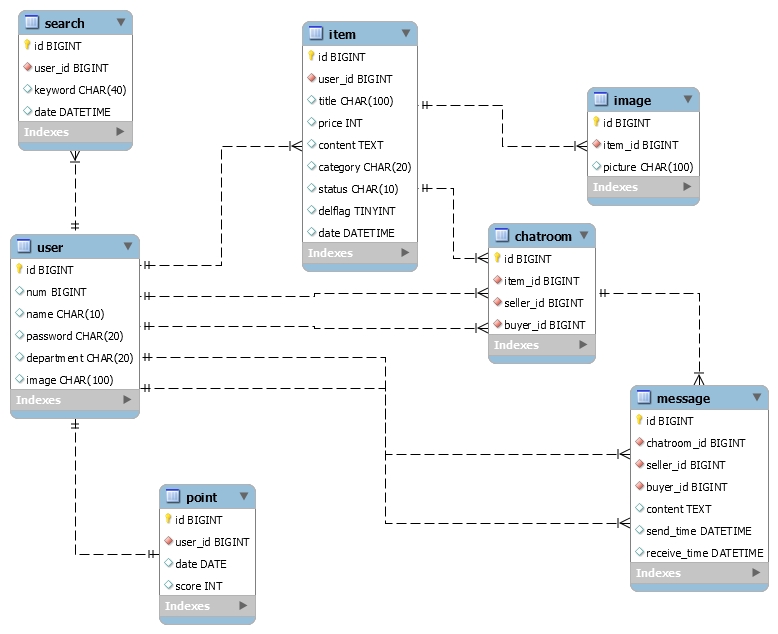 search
id BIGINT
user_id BIGINT
keyword CHAR(40)
date DATETIME
Indexes
item
id BIGINT
user_id BIGINT
title CHAR(100)
price INT
content TEXT
category CHAR(20)
status CHAR(10)
delflag TINYINT
date DATETIME
Indexes
image
id BIGINT
item_id BIGINT
picture CHAR(100)
Indexes
user
id BIGINT
num BIGINT
name CHAR(10)
password CHAR(20)
department CHAR(20)
image CHAR(100)
Indexes
chatroom
id BIGINT
item_id BIGINT
seller_id BIGINT
buyer_id BIGINT
Indexes
message
id BIGINT
chatroom_id BIGINT
seller_id BIGINT
buyer_id BIGINT
content TEXT
send_time DATETIME
receive_time DATETIME
Indexes
point
id BIGINT
user_id BIGINT
date DATE
score INT
Indexes